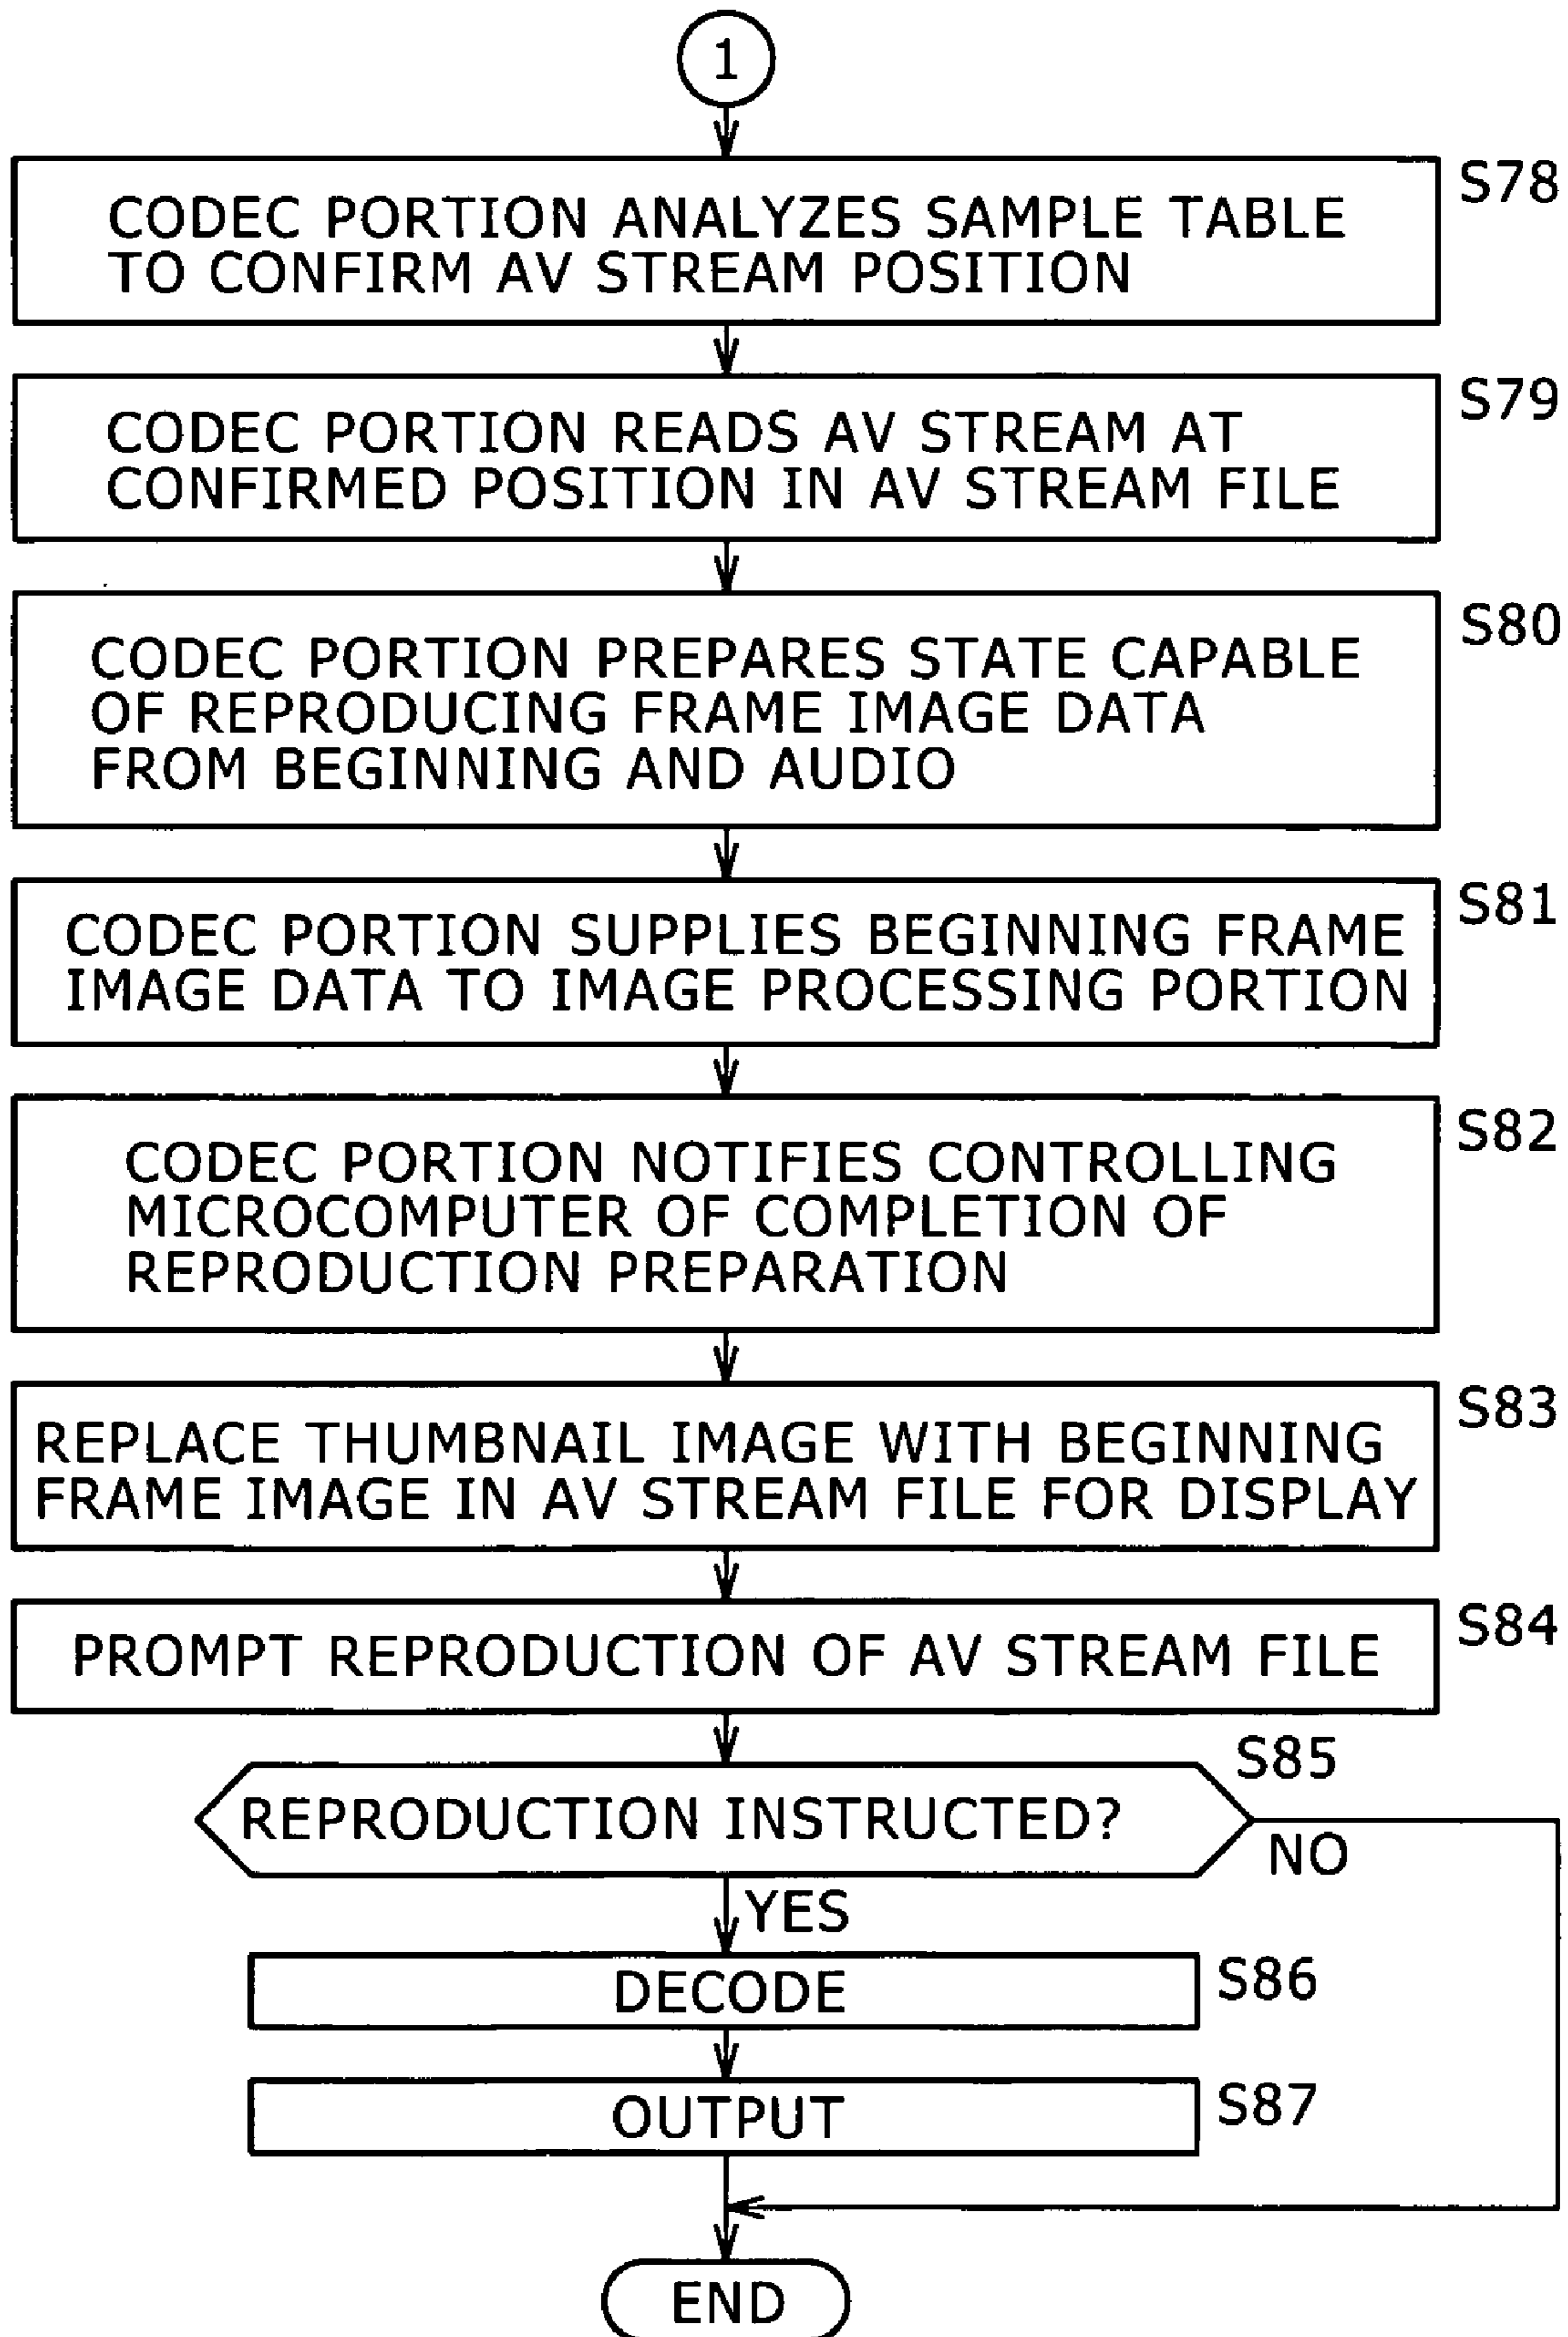 1
S78
CODEC PORTION ANALYZES SAMPLE TABLE
TO CONFIRM AV STREAM POSITION
S79
CODEC PORTION READS AV STREAM AT
CONFIRMED POSITION IN AV STREAM FILE
S80
CODEC PORTION PREPARES STATE CAPABLE
OF REPRODUCING FRAME IMAGE DATA
FROM BEGINNING AND AUDIO
S81
CODEC PORTION SUPPLIES BEGINNING FRAME
IMAGE DATA TO IMAGE PROCESSING PORTION
S82
CODEC PORTION NOTIFIES CONTROLLING
MICROCOMPUTER OF COMPLETION OF
REPRODUCTION PREPARATION
S83
REPLACE THUMBNAIL IMAGE WITH BEGINNING
FRAME IMAGE IN AV STREAM FILE FOR DISPLAY
S84
PROMPT REPRODUCTION OF AV STREAM FILE
S85
REPRODUCTION INSTRUCTED?
NO
YES
S86
DECODE
S87
OUTPUT
END